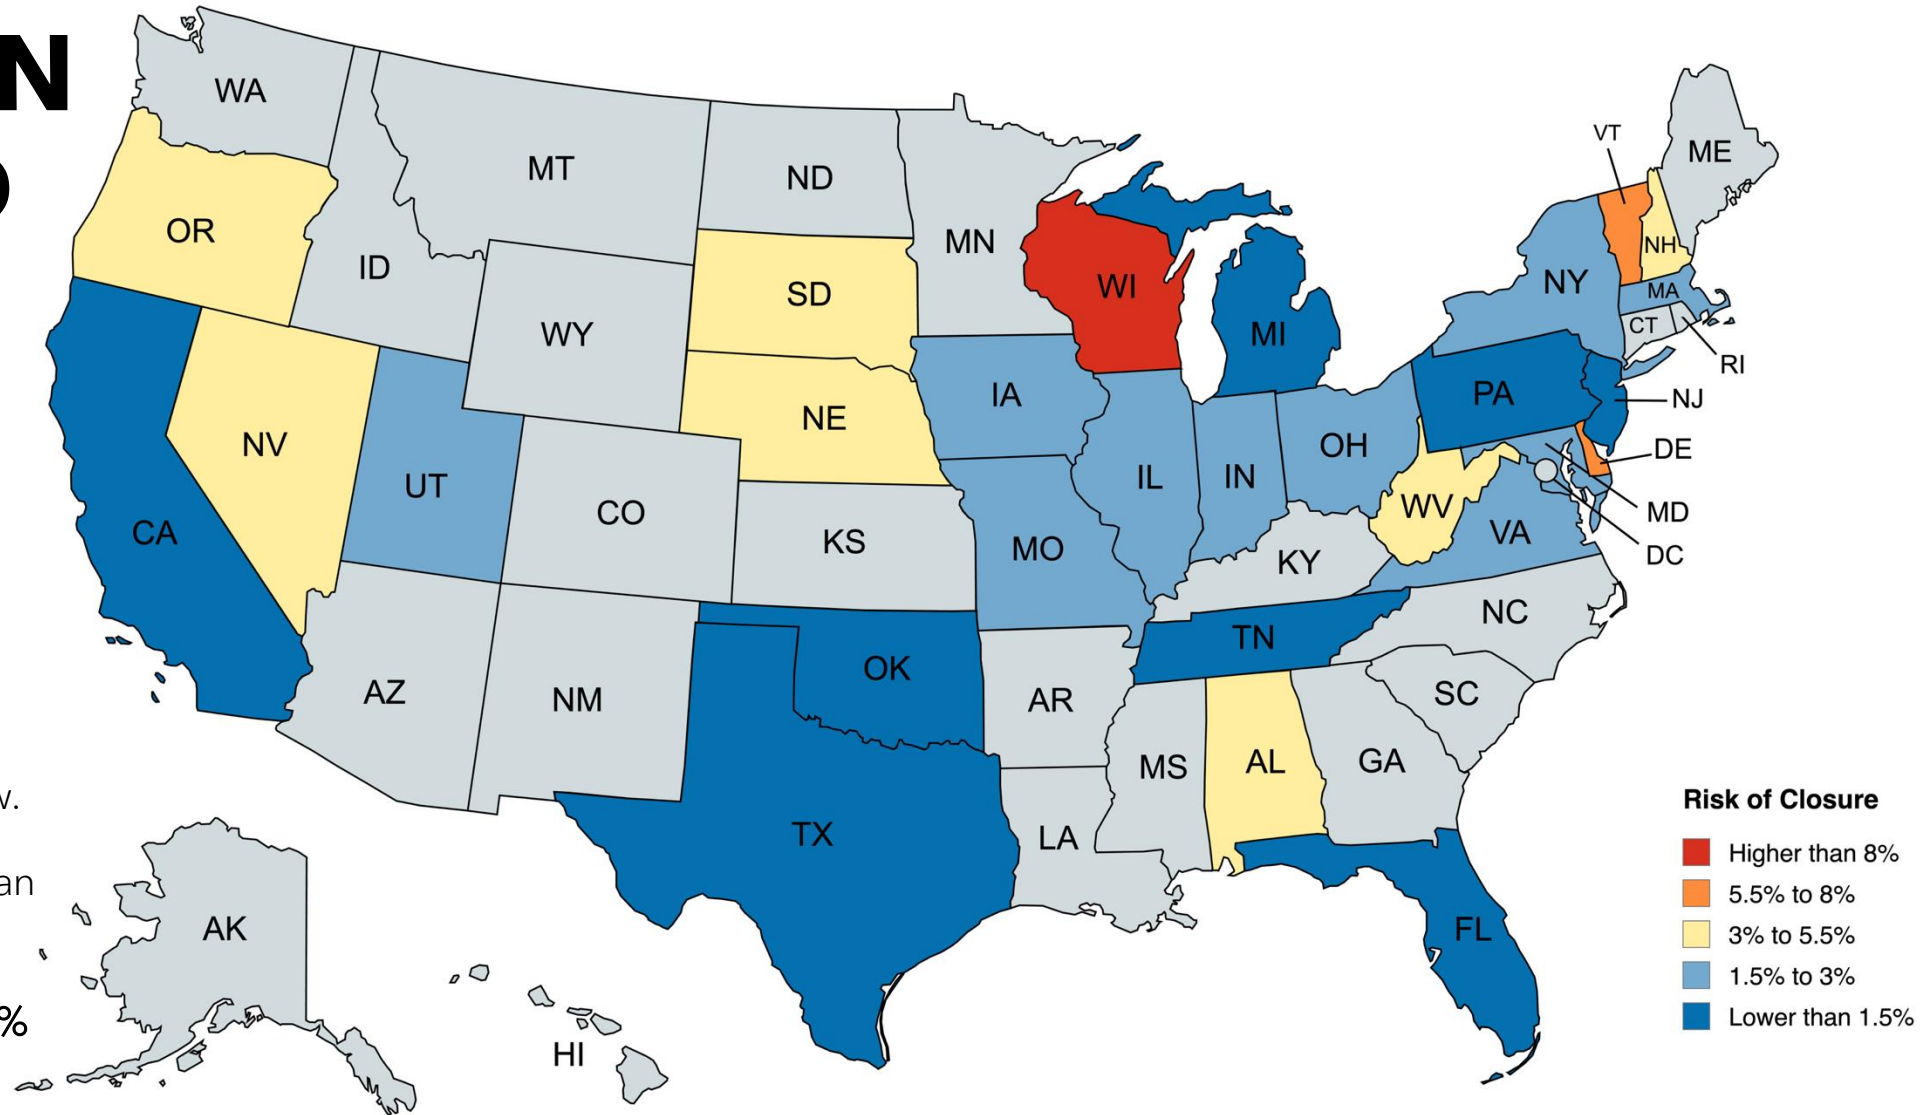 N
WA
MT
ND
MN
VT
ME
OR
ID
SD
WI
NH
NY
MA
CT
WY
MI
RI
IA
PA
NJ
NE
NV
OH
DE
UT
IL
IN
WV
MD
CO
CA
KS
MO
VA
DC
KY
NC
TN
OK
AZ
NM
AR
SC
MS
AL
GA
TX
LA
Risk of Closure
Higher than 8%
5.5% to 8%
an
AK
FL
3% to 5.5%
1.5% to 3%
%
Lower than 1.5%
HI